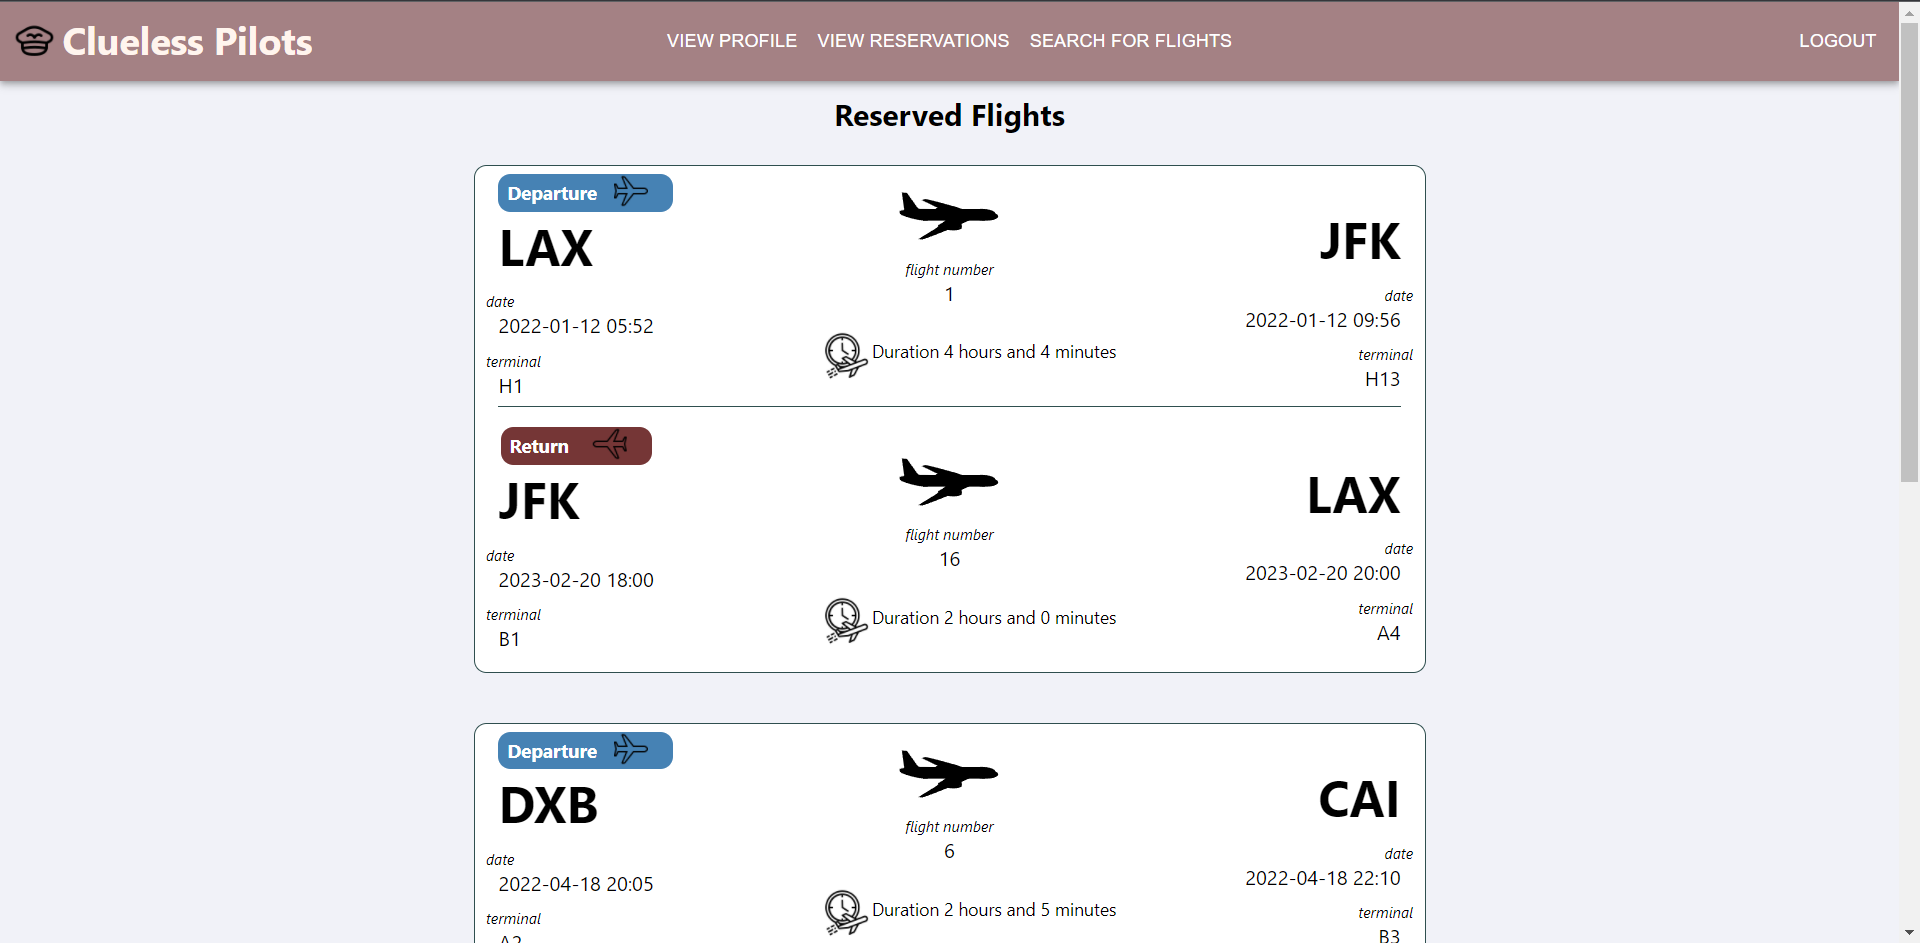 Clueless Pilots
VIEW PROFILE VIEW RESERVATIONS SEARCH FOR FLIGHTS
LOGOUT
Reserved Flights
Departure
LAX
date
2022-01-12 05:52
terminal
H1
flight number
1
Duration 4 hours and 4 minutes
JFK
date
2022-01-12 09:56
terminal
H13
Return
JFK
date
2023-02-20 18:00
terminal
B1
flight number
16
Duration 2 hours and 0 minutes
LAX
date
2023-02-20 20:00
terminal
A4
Departure
DXB
date
2022-04-18 20:05
terminal
A2
flight number
6
Duration 2 hours and 5 minutes
CAI
date
2022-04-18 22:10
terminal
B3